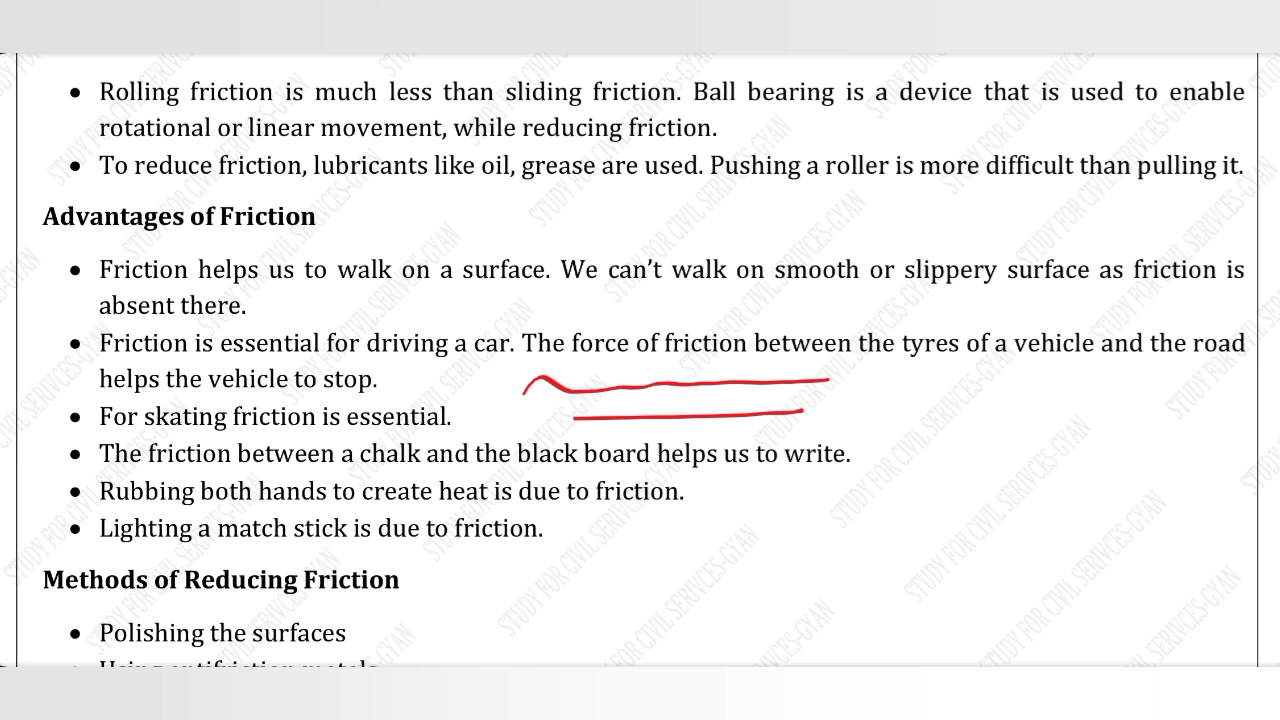 • Rolling friction is much less than sliding friction. Ball bearing is a device that is used to enable
rotational or linear movement, while reducing friction.
• To reduce friction, lubricants like oil, grease are used. Pushing a roller is more difficult than pulling it.
Advantages of Friction
• Friction helps us to walk on a surface. We can’t walk on smooth or slippery surface as friction is
absent there.
• Friction is essential for driving a car. The force of friction between the tyres of a vehicle and the road
helps the vehicle to stop.
• For skating friction is essential.
• The friction between a chalk and the black board helps us to write.
• Rubbing both hands to create heat is due to friction.
• Lighting a match stick is due to friction.
Methods of Reducing Friction
• Polishing the surfaces
STUDY FOR CIVIL SERIVCES-GYAN